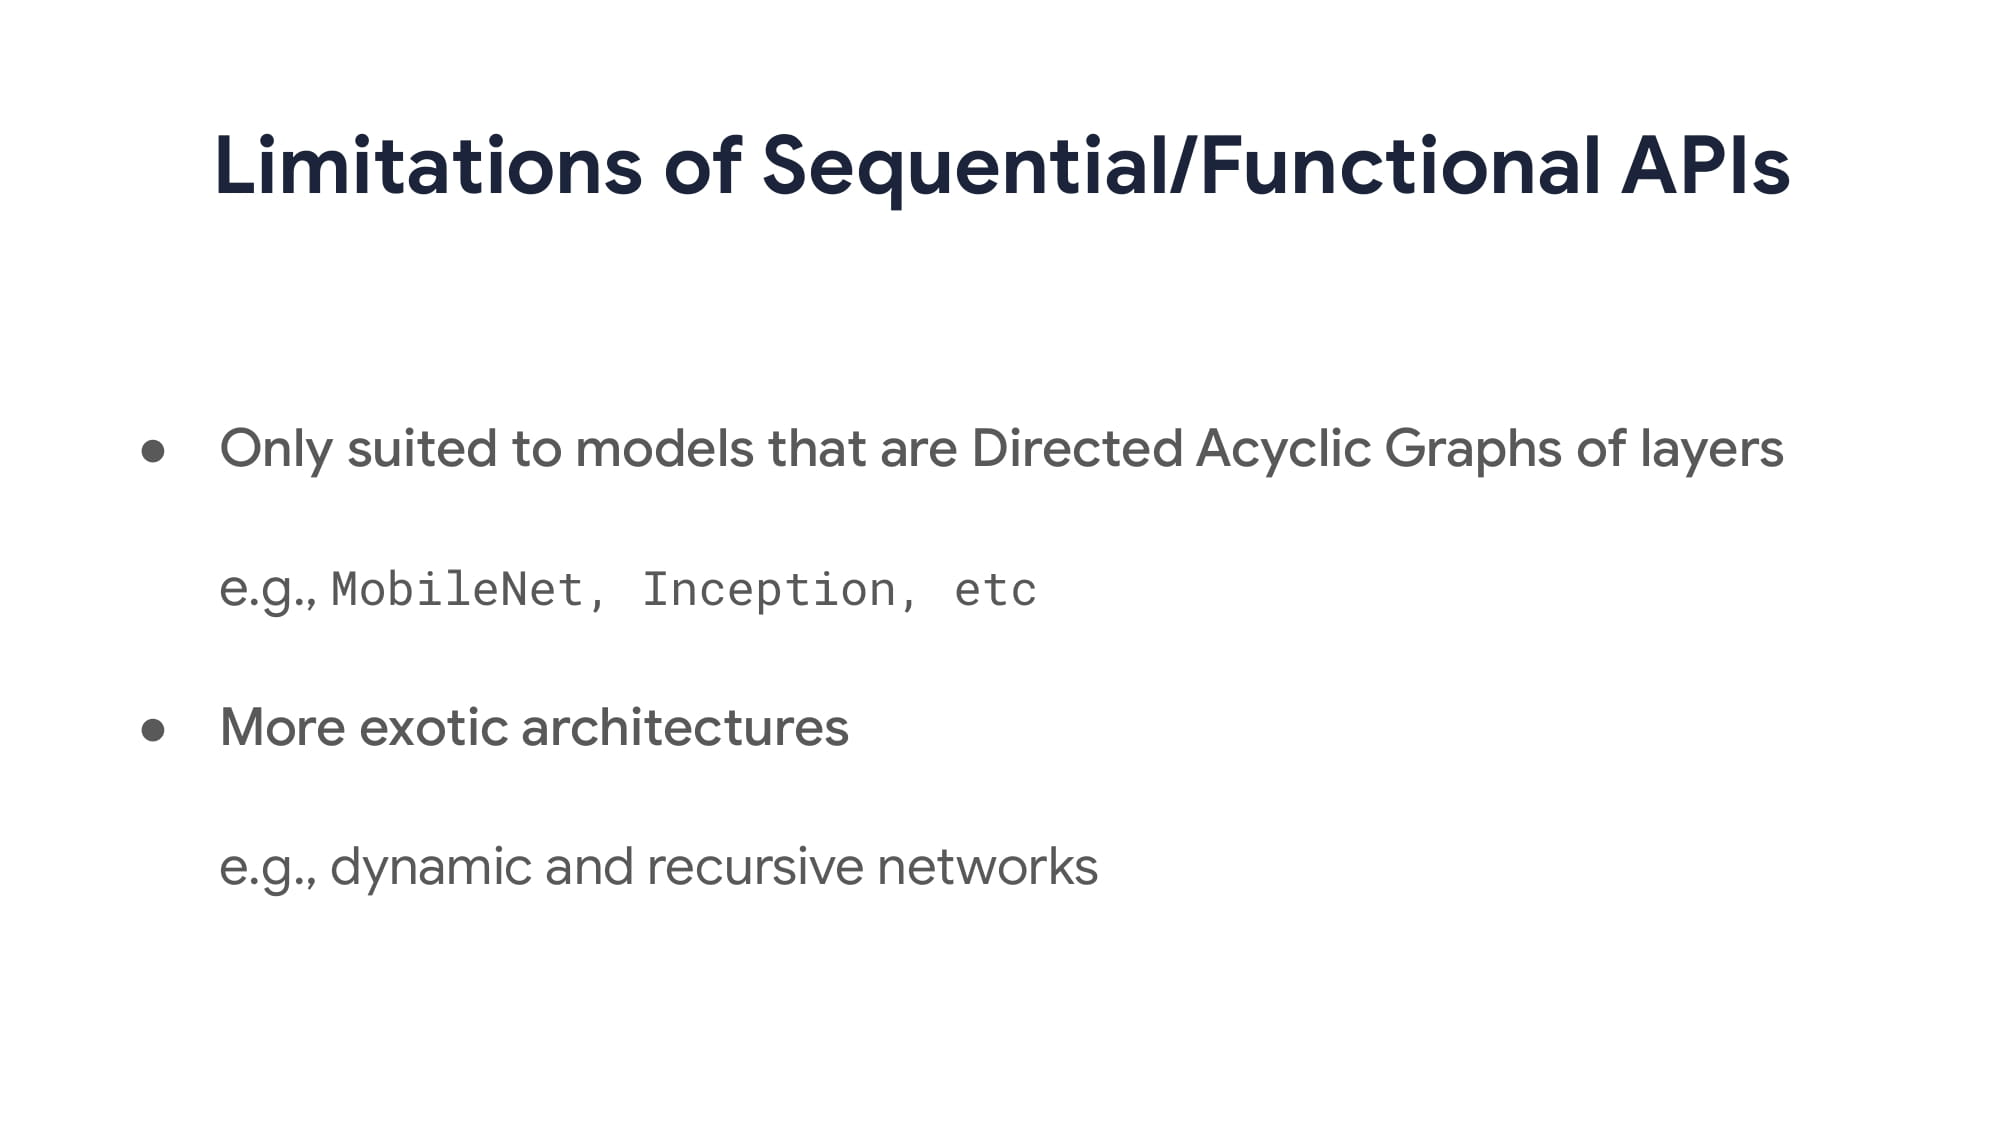 Limitations of Sequential/Functional APIs
● Only suited to models that are Directed Acyclic Graphs of layers
e.g., MobileNet, Inception, etc
● More exotic architectures
e.g., dynamic and recursive networks